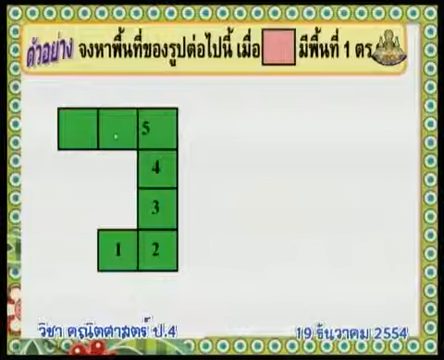 ตัวอย่าง จงหาพื้นที่ของรูปต่อไปนี้ เมื่อ มีพื้นที่ 1 ตร
5
4
3
1 2
วิชา คณิตศาสตร์ ป.4 19 ธันวาคม 2554